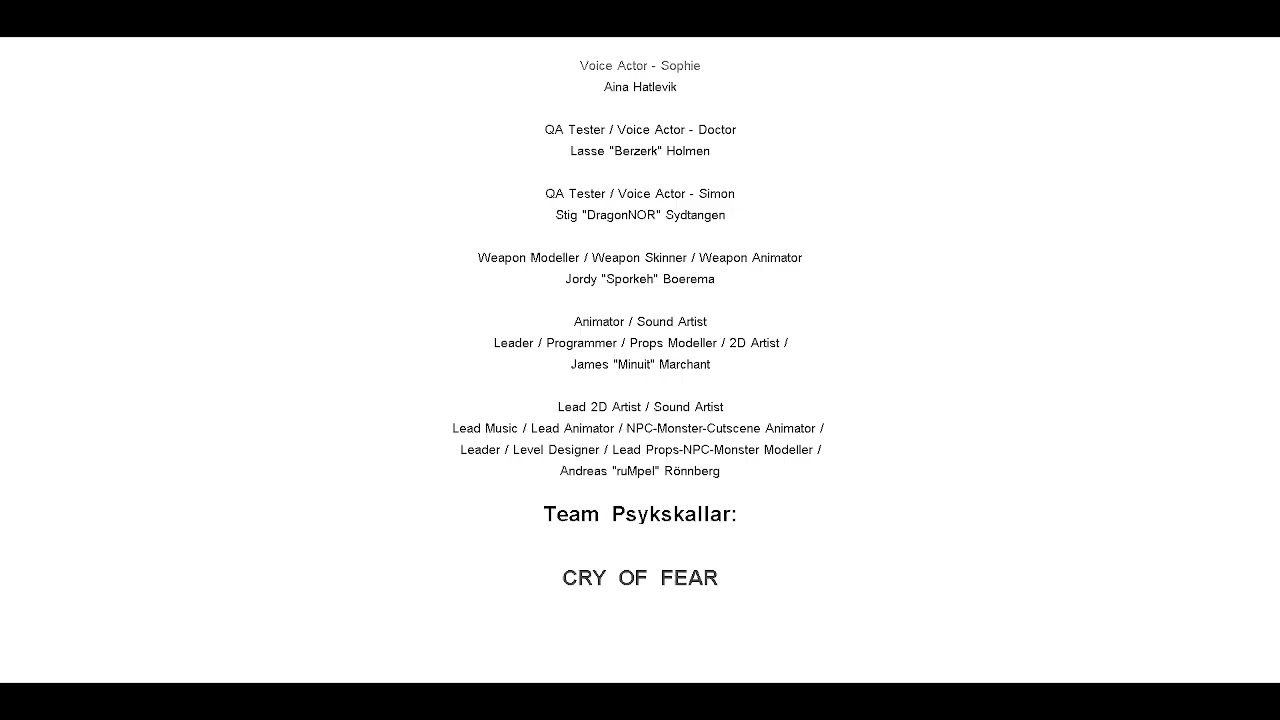 Voice Actor - Sophie
Aina Hatlevik
QA Tester / Voice Actor - Doctor
Lasse "Berzerk" Holmen
QA Tester / Voice Actor - Simon
Stig "DragonNOR" Sydtangen
Weapon Modeller / Weapon Skinner / Weapon Animator
Jordy "Sporkeh" Boerema
Animator / Sound Artist
Leader / Programmer / Props Modeller / 2D Artist /
James "Minuit" Marchant
Lead 2D Artist / Sound Artist
Lead Music / Lead Animator / NPC-Monster-Cutscene Animator /
Leader / Level Designer / Lead Props-NPC-Monster Modeller /
Andreas "ruMpel" Rönnberg
Team Psykskallar:
CRY OF FEAR